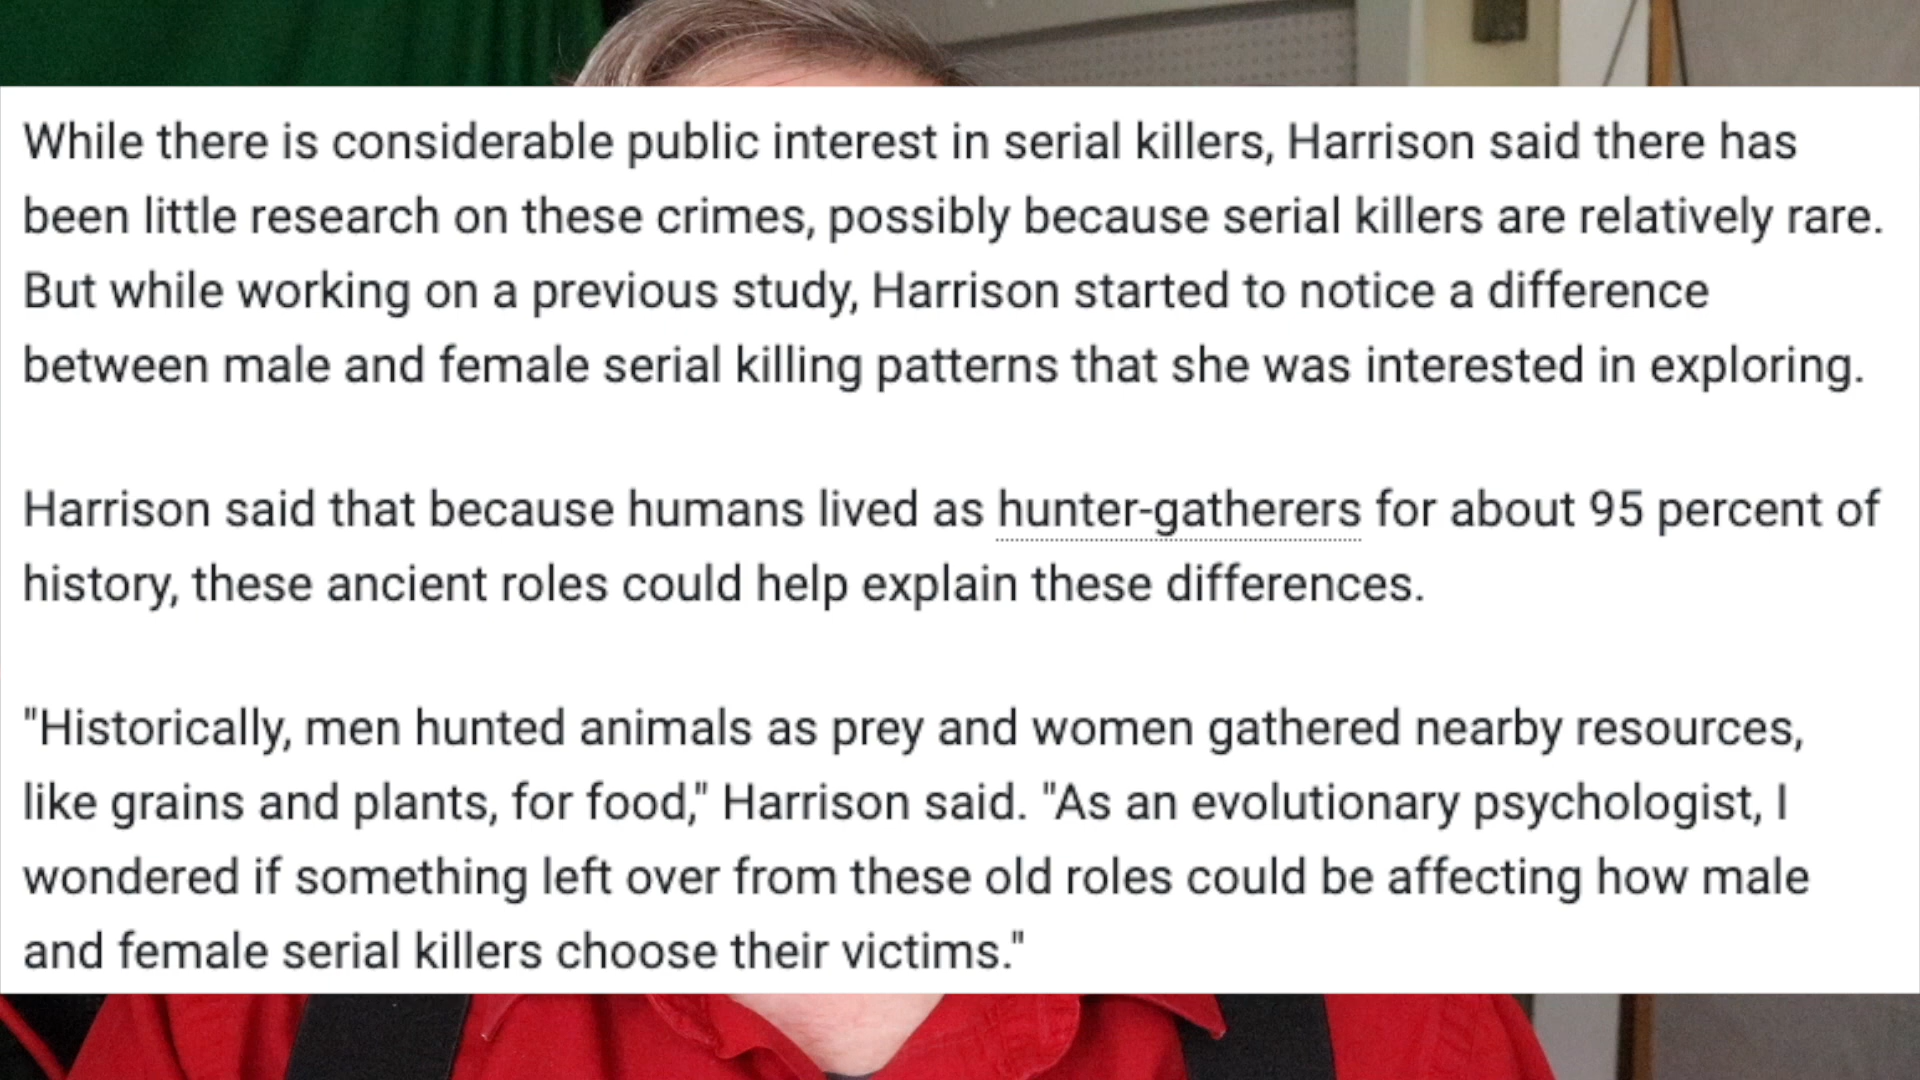 While there is considerable public interest in serial killers, Harrison said there has
been little research on these crimes, possibly because serial killers are relatively rare.
But while working on a previous study, Harrison started to notice a difference
between male and female serial killing patterns that she was interested in exploring.
Harrison said that because humans lived as hunter-gatherers for about 95 percent of
history, these ancient roles could help explain these differences.
"Historically, men hunted animals as prey and women gathered nearby resources,
like grains and plants, for food," Harrison said. "As an evolutionary psychologist, I
wondered if something left over from these old roles could be affecting how male
and female serial killers choose their victims."